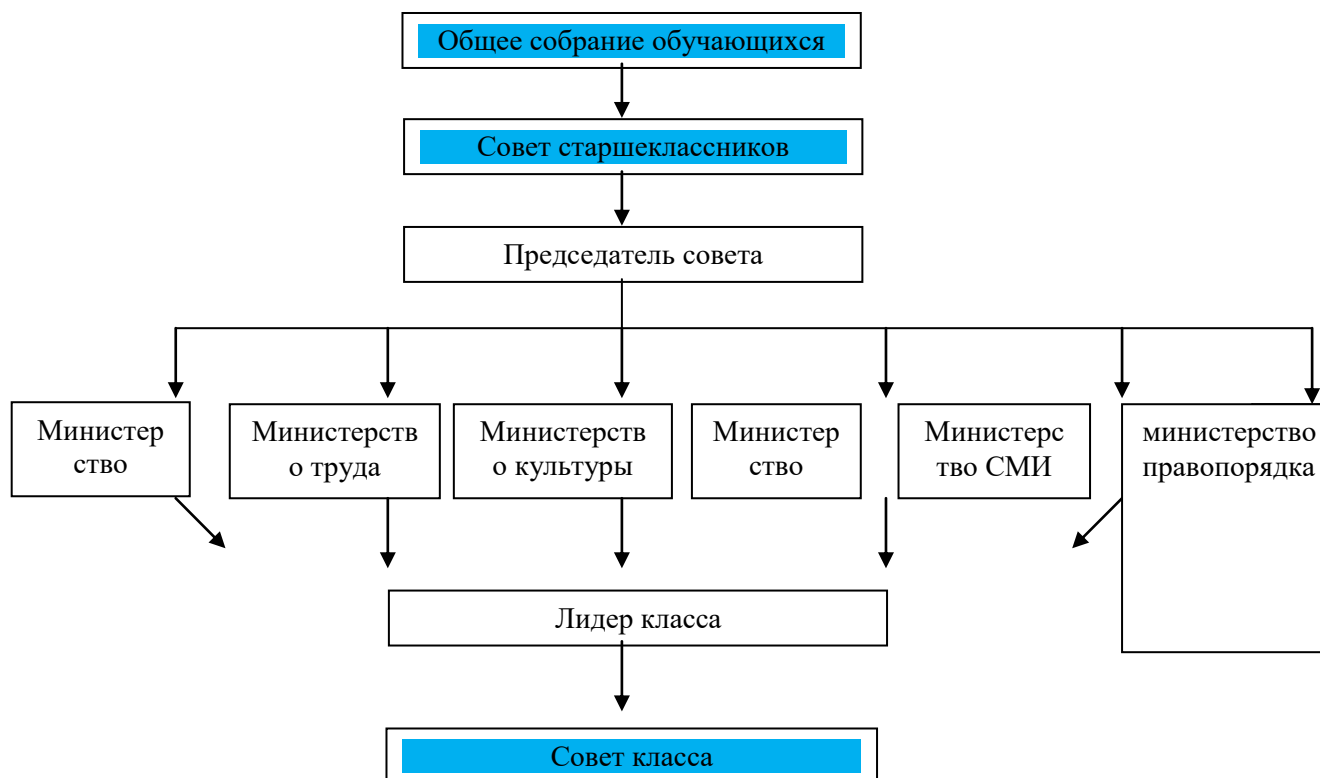 Общее собрание обучающихся
Совет старшеклассников
Председатель совета
Министер
ство
Министерств
о труда
Министерств
о культуры
Министер
ство
Министерс
тво СМИ
министерство
правопорядка
Лидер класса
Совет класса